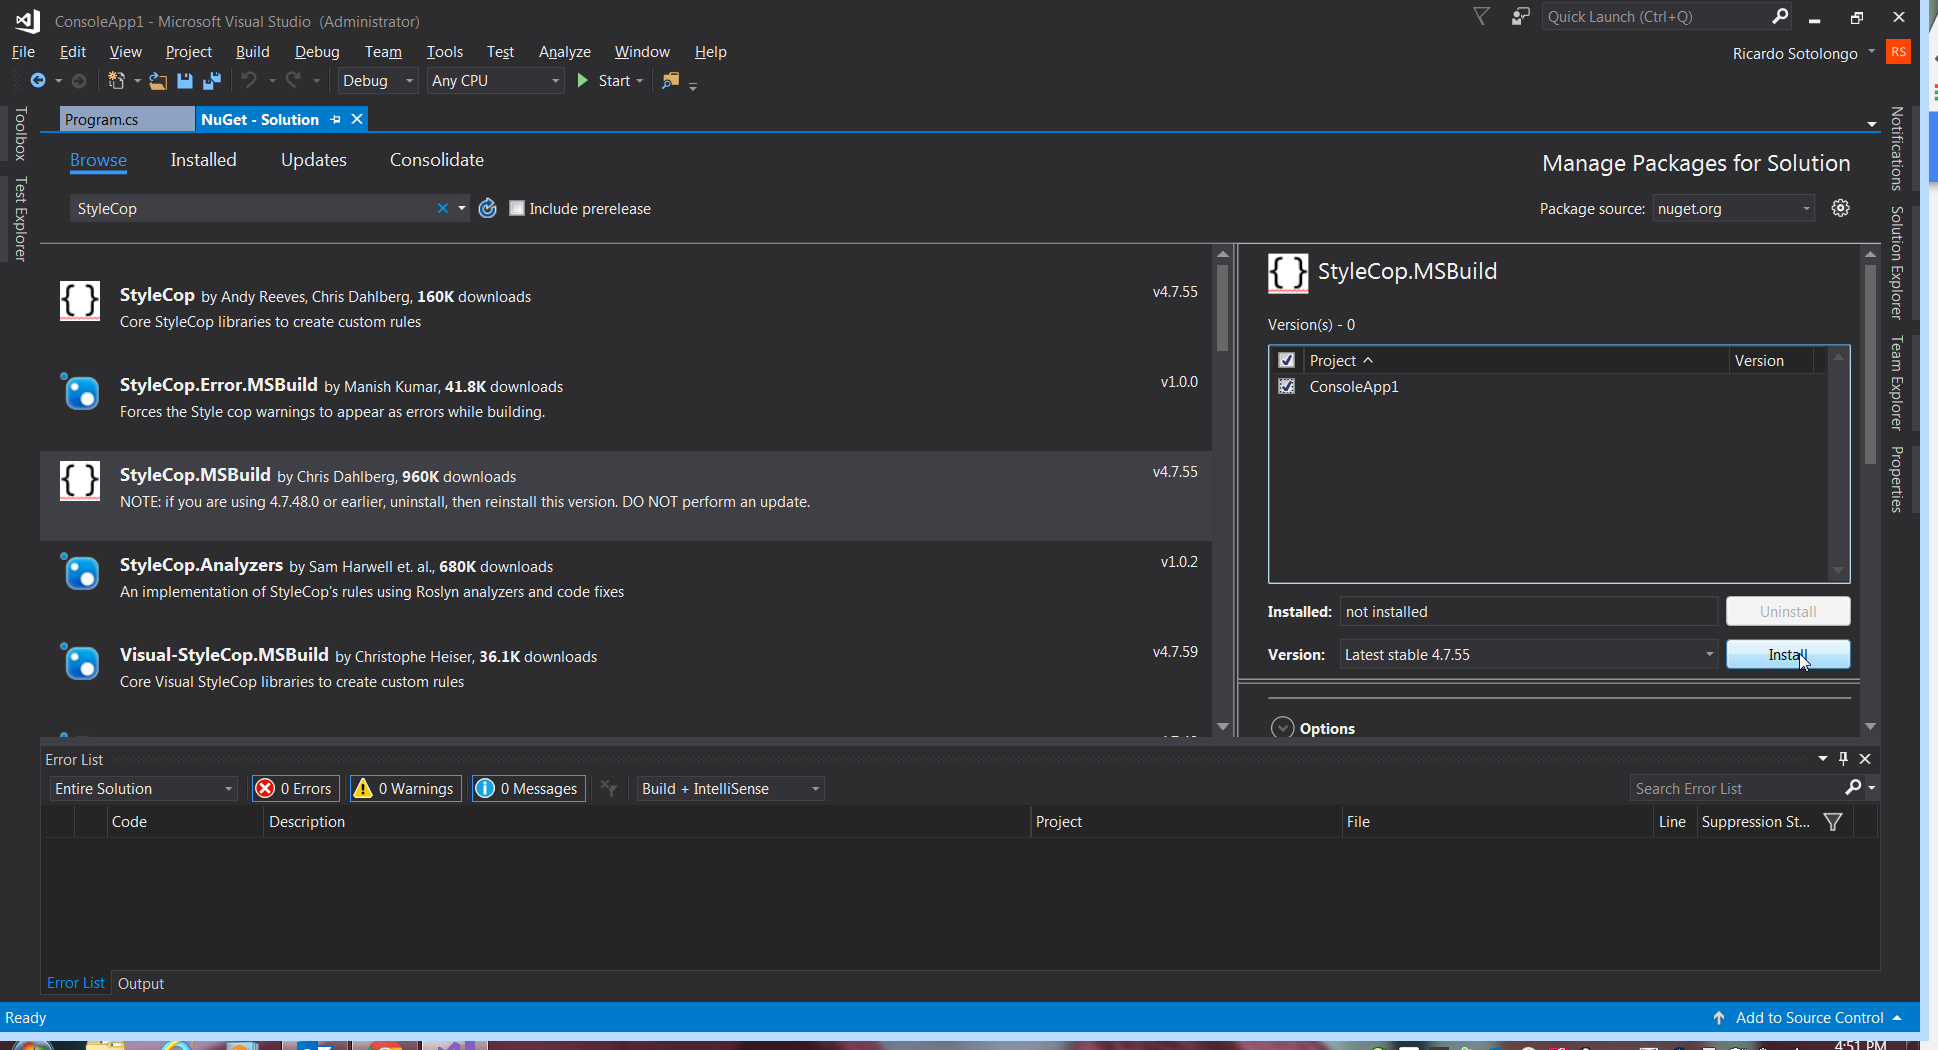 ConsoleApp1 - Microsoft Visual Studio (Administrator)
Quick Launch (Ctrl+Q)
File Edit View Project Build Debug Team Tools Test Analyze Window Help
Ricardo Sotolongo RS
Debug Any CPU Start
Toolbox
Test Explorer
Program.cs NuGet - Solution
Browse Installed Updates Consolidate
Manage Packages for Solution
StyleCop Include prerelease
Package source: nuget.org
StyleCop by Andy Reeves, Chris Dahlberg, 160K downloads v4.7.55
Core StyleCop libraries to create custom rules
StyleCop.Error.MSBuild by Manish Kumar, 41.8K downloads v1.0.0
Forces the Style cop warnings to appear as errors while building.
StyleCop.MSBuild by Chris Dahlberg, 960K downloads v4.7.55
NOTE: if you are using 4.7.48.0 or earlier, uninstall, then reinstall this version. DO NOT perform an update.
StyleCop.Analyzers by Sam Harwell et. al., 680K downloads v1.0.2
An implementation of StyleCop's rules using Roslyn analyzers and code fixes
Visual-StyleCop.MSBuild by Christophe Heiser, 36.1K downloads v4.7.59
Core Visual StyleCop libraries to create custom rules
{} StyleCop.MSBuild
Version(s) - 0
Project Version
ConsoleApp1
Installed: not installed Uninstall
Version: Latest stable 4.7.55 Install
Options
Notifications
Solution Explorer
Team Explorer
Properties
Error List
Entire Solution 0 Errors 0 Warnings 0 Messages Build + IntelliSense Search Error List
Code Description Project File Line Suppression St...
Error List Output
Ready Add to Source Control
4:51 PM